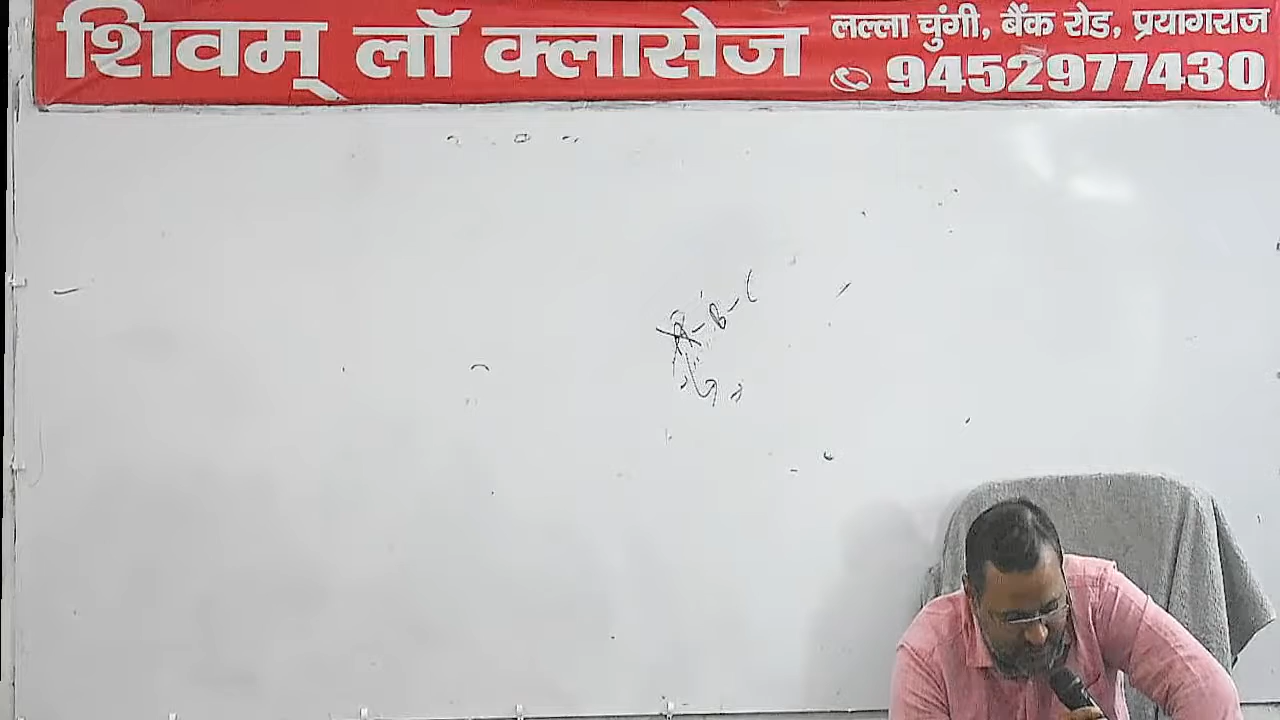 शिवम् लॉ क्लासेज
लल्ला चुंगी, बैंक रोड, प्रयागराज
9452977430
A - B - C